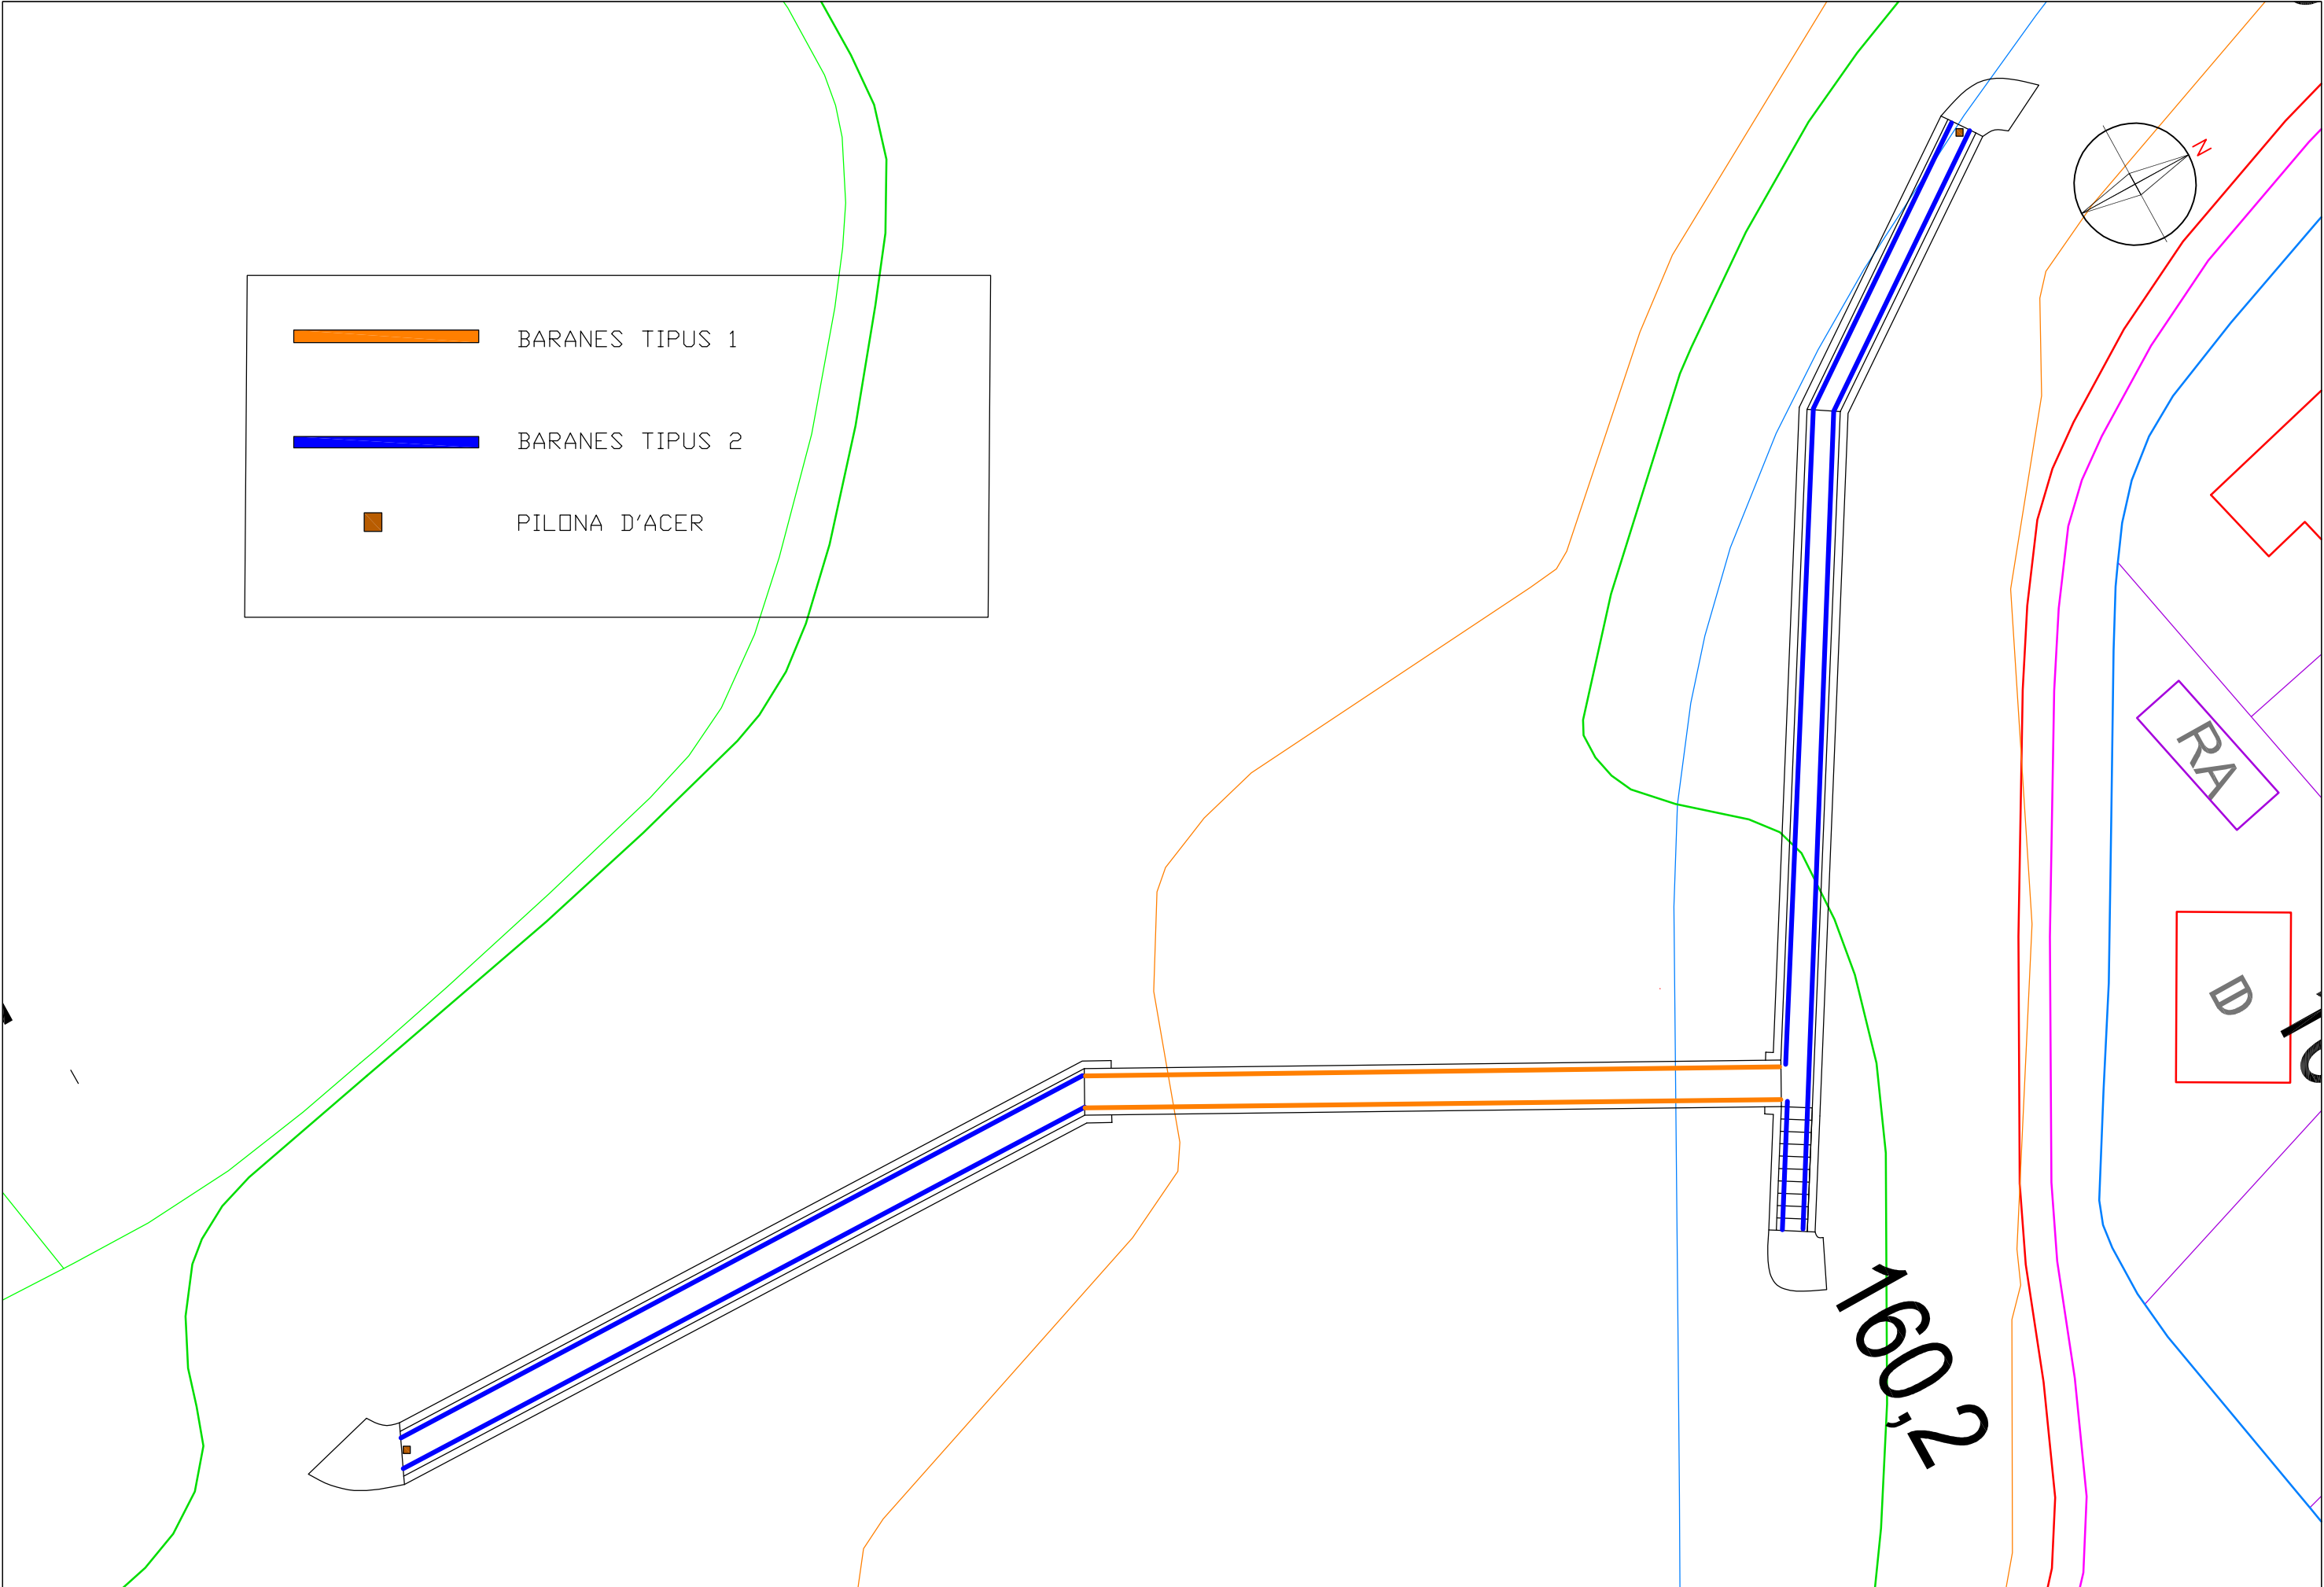 BARANES TIPUS 1
BARANES TIPUS 2
PILONA D'ACER
N
RA
D
160,2